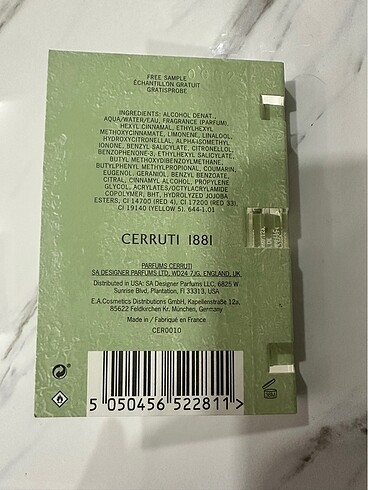 FREE SAMPLE
ÉCHANTILLON GRATUIT
GRATISPROBE
INGREDIENTS: ALCOHOL DENAT.,
AQUA/WATER/EAU, FRAGRANCE (PARFUM),
HEXYL CINNAMAL, ETHYLHEXYL
METHOXYCINNAMATE, LIMONENE, LINALOOL,
HYDROXYCITRONELLAL, ALPHA-ISOMETHYL
IONONE, BENZYL SALICYLATE, CITRONELLOL,
BENZOPHENONE-3, ETHYLHEXYL SALICYLATE,
BUTYL METHOXYDIBENZOYLMETHANE,
BUTYLPHENYL METHYLPROPIONAL, COUMARIN,
EUGENOL, GERANIOL, BENZYL BENZOATE,
CITRAL, CINNAMYL ALCOHOL, PROPYLENE
GLYCOL, ACRYLATES/OCTYLACRYLAMIDE
COPOLYMER, BHT, HYDROLYZED JOJOBA
ESTERS, CI 14700 (RED 4), CI 17200 (RED 33),
CI 19140 (YELLOW 5). 644-1.01
CERRUTI 1881
PARFUMS CERRUTI
SA DESIGNER PARFUMS LTD, WD24 7JG, ENGLAND, UK
Distributed in USA: SA Designer Parfums LLC, 6825 W
Sunrise Blvd, Plantation, Fl 33313, USA
E.A.Cosmetics Distributions GmbH, Kapellenstraße 12a,
85622 Feldkirchen Kr. München, Germany
Made in / Fabriqué en France
CER0010
5 050456 522811 >